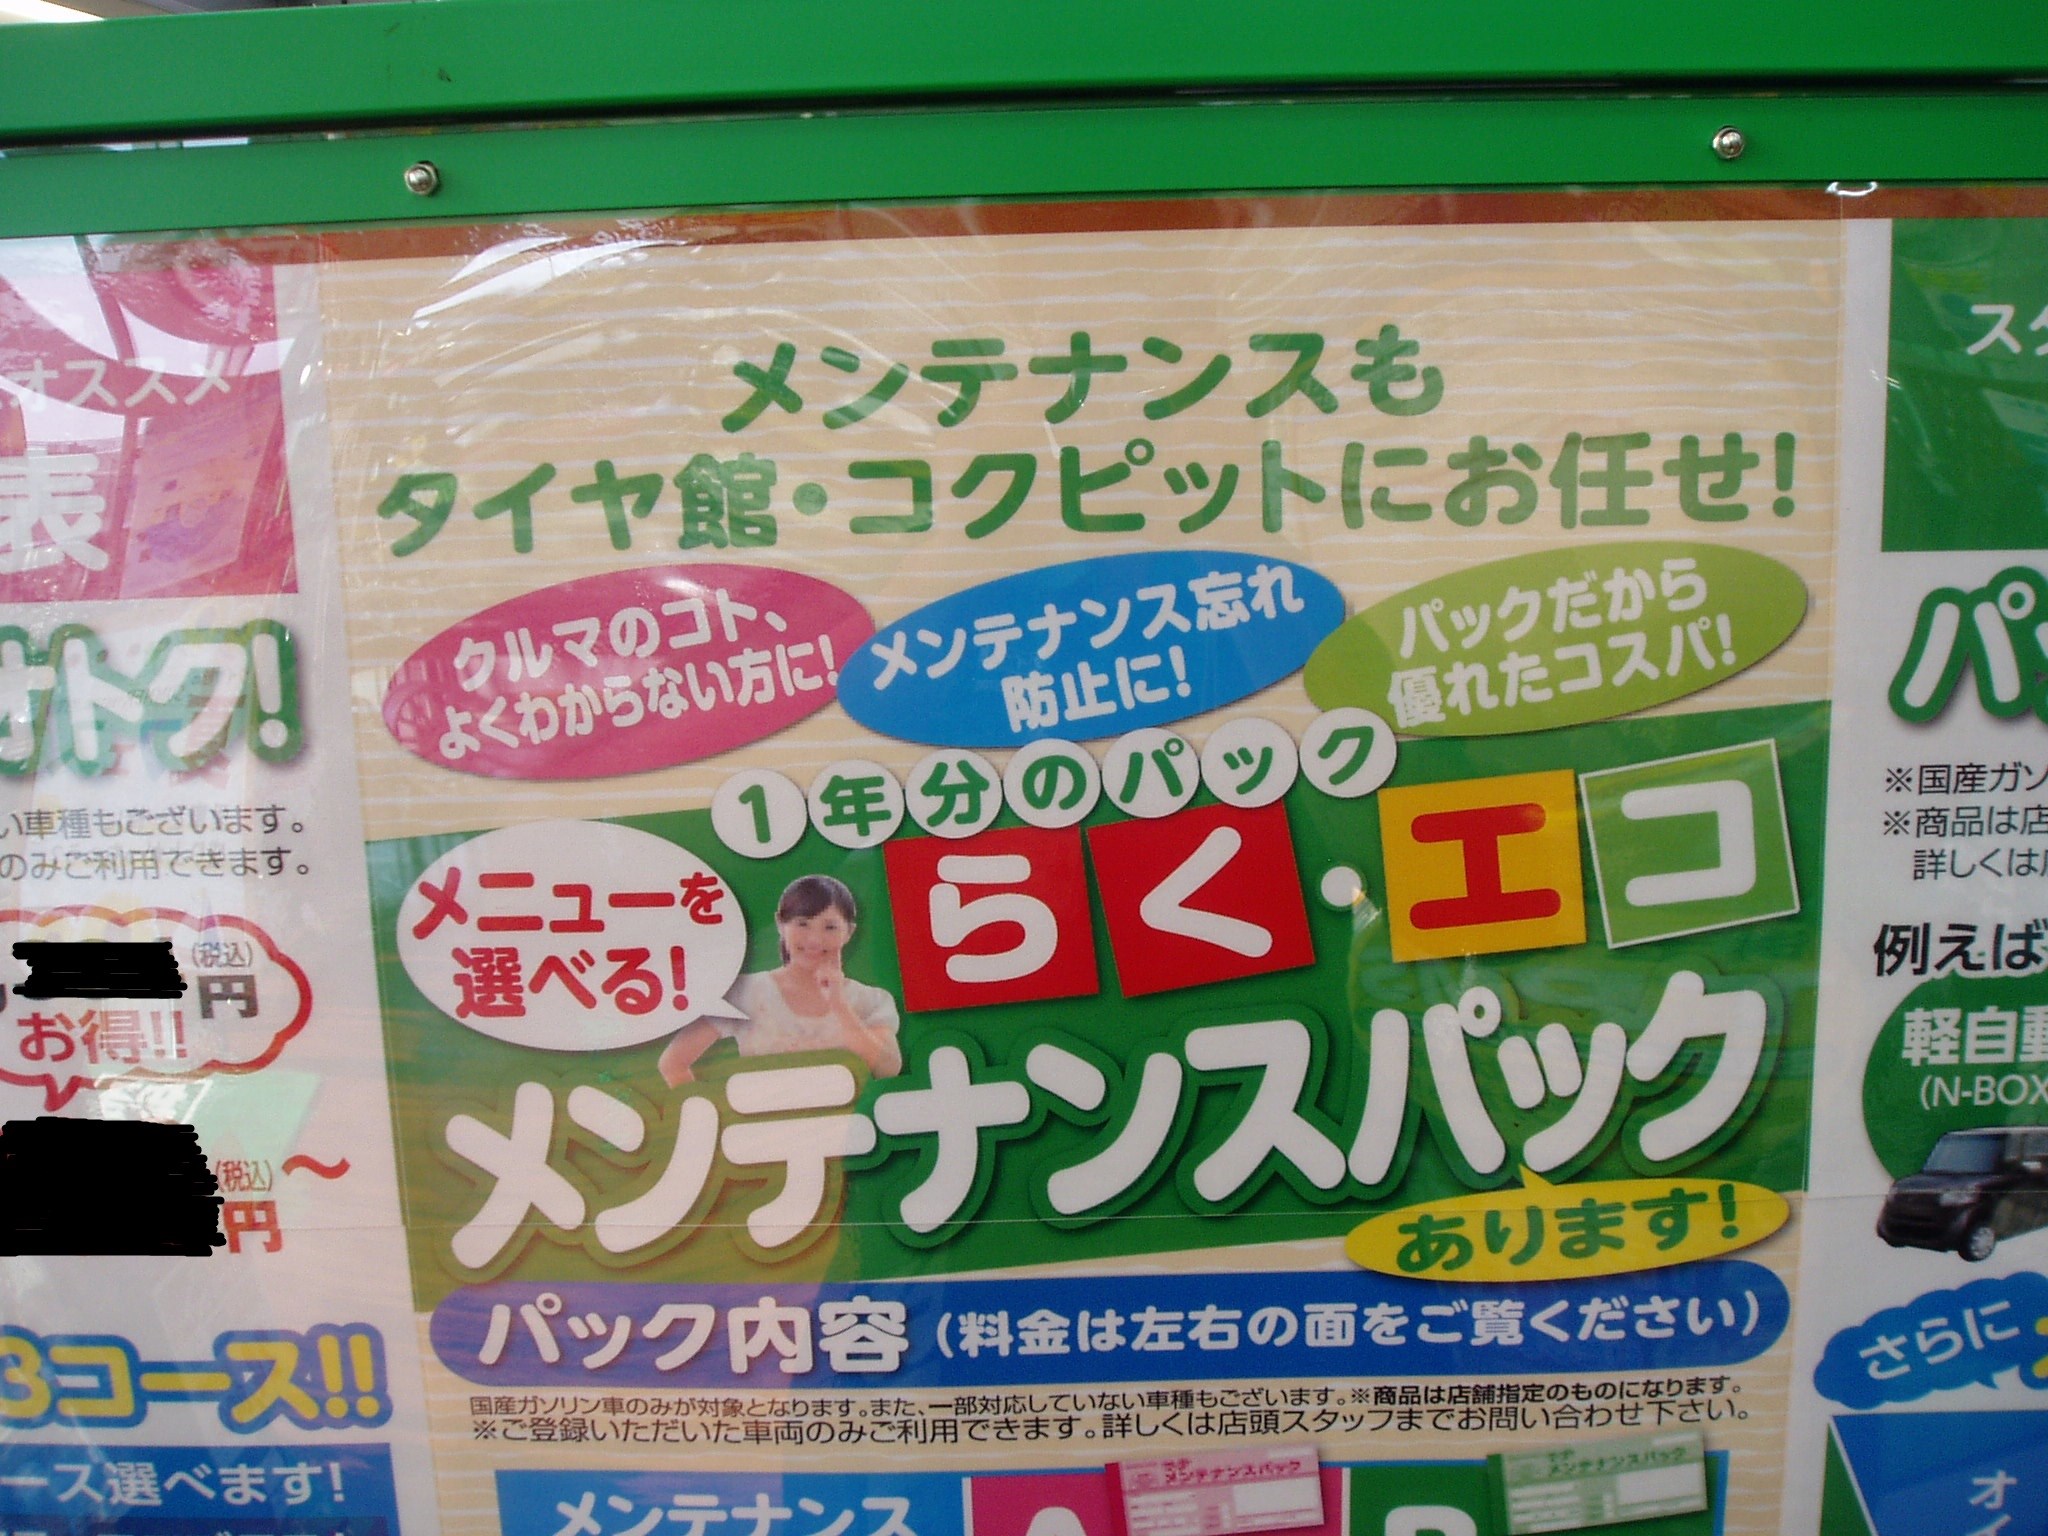 メンテナンスも
タイヤ館・コクピットにお任せ!
クルマのコト、
よくわからない方に!
メンテナンス忘れ
防止に!
パックだから
優れたコスパ!
1年分のパック
メニューを
選べる!
らく・エコ
メンテナンスパック
あります!
パック内容(料金は左右の面をご覧ください)
国産ガソリン車のみが対象となります。また、一部対応していない車種もございます。※商品は店舗指定のものになります。
※ご登録いただいた車両のみご利用できます。詳しくは店頭スタッフまでお問い合わせ下さい。
メンテナンス
メンテナンスパック
メンテナンスパック
オススメ
表
オトク!
い車種もございます。
のみご利用できます。
(税込)
円
お得!!
(税込)
円~
3コース!!
ース選べます!
スタ
パッ
※国産ガソ
※商品は店
詳しくは店
例えば
軽自動
(N-BOX
さらに
オ